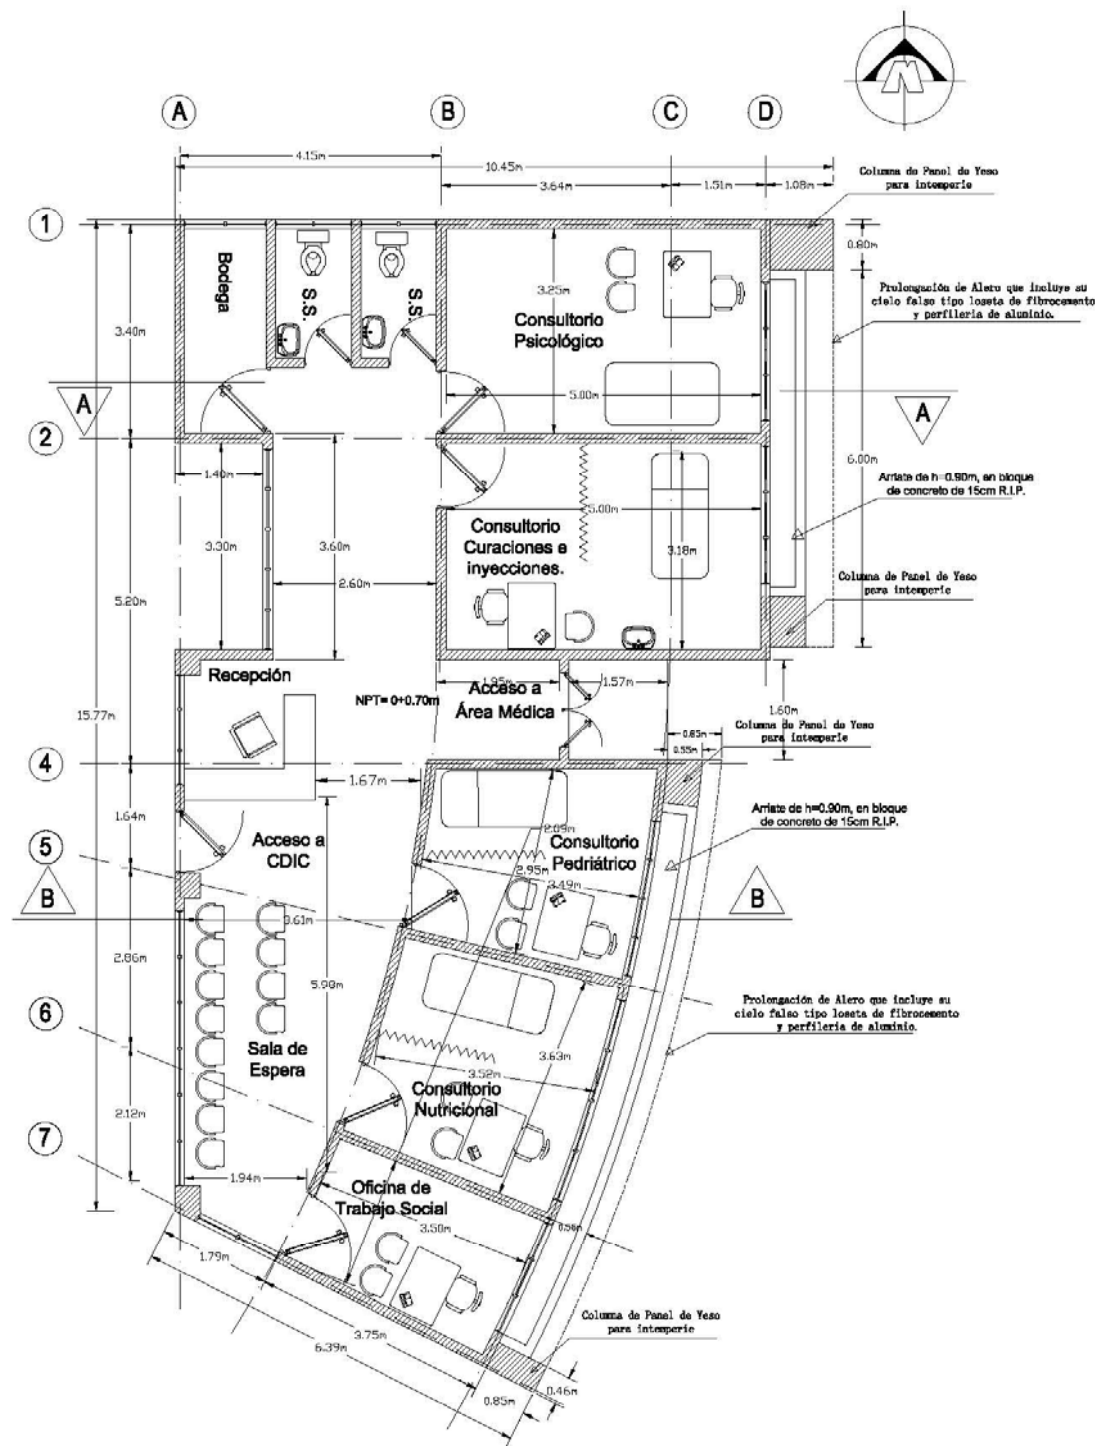 N
A
B
C
D
4.15m
10.45m
3.64m
1.51m
1.08m
Columna de Panel de Yeso
para intemperie
1
0.80m
Bodega
S.S.
S.S.
3.25m
Consultorio
Psicológico
Prolongación de Alero que incluye su
cielo falso tipo loseta de fibrocemento
y perfileria de aluminio.
3.40m
A
5.00m
A
2
1.40m
6.00m
Arriate de h=0.90m, en bloque
de concreto de 15cm R.I.P.
5.00m
Consultorio
Curaciones e
inyecciones.
3.30m
3.60m
3.18m
2.60m
5.20m
Columna de Panel de Yeso
para intemperie
Recepción
1.95m
1.57m
Acceso a
Área Médica
NPT= 0+0.70m
15.77m
1.60m
0.85m
Columna de Panel de Yeso
para intemperie
0.55m
4
1.67m
1.64m
Arriate de h=0.90m, en bloque
de concreto de 15cm R.I.P.
2.09m
Acceso a
CDIC
Consultorio
Pedriátrico
5
2.95m
3.49m
B
B
3.61m
2.86m
5.98m
Prolongación de Alero que incluye su
cielo falso tipo loseta de fibrocemento
y perfileria de aluminio.
6
Sala de
Espera
3.63m
3.52m
Consultorio
Nutricional
2.12m
7
1.94m
Oficina de
Trabajo Social
3.50m
0.56m
1.79m
3.75m
6.39m
Columna de Panel de Yeso
para intemperie
0.46m
0.85m